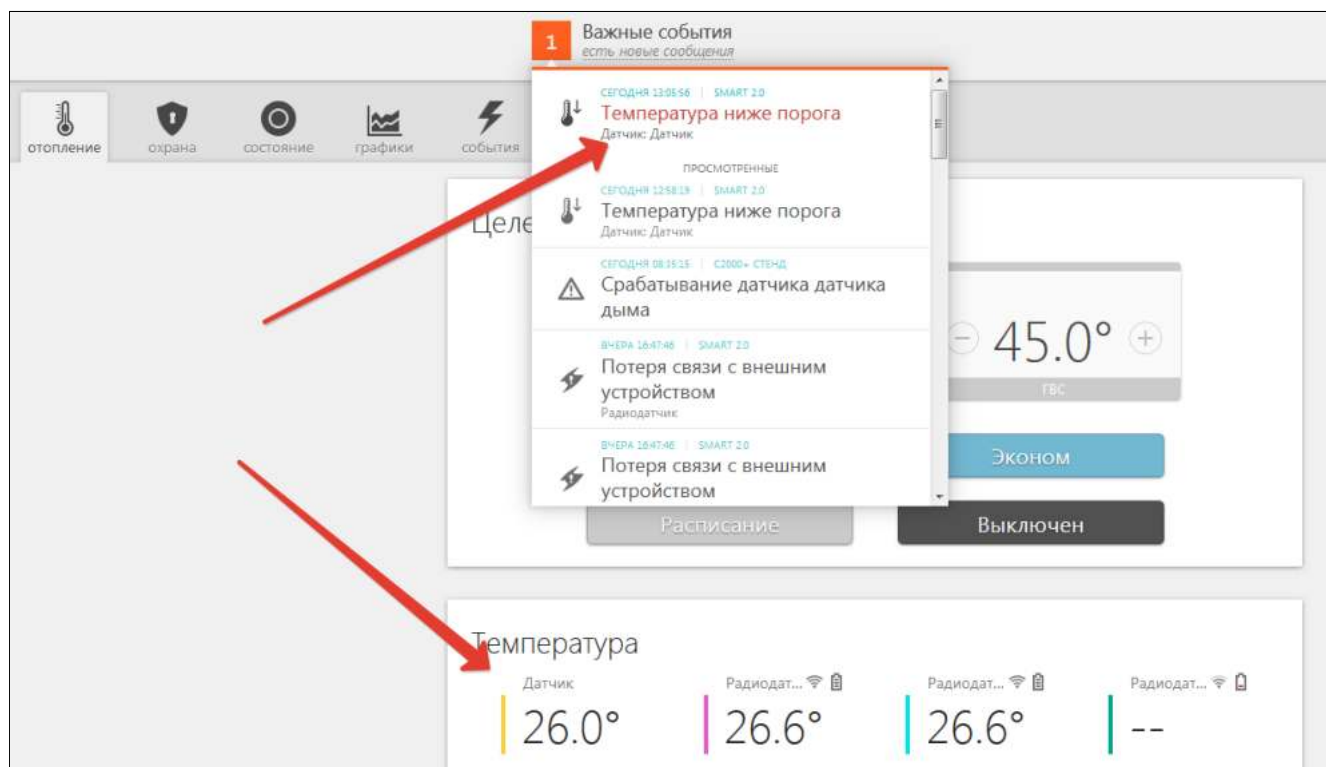 1
Важные события
есть новые сообщения
СЕГОДНЯ 13:05:56 | SMART 2.0
Температура ниже порога
Датчик: Датчик
отопление
охрана
состояние
графики
события
ПРОСМОТРЕННЫЕ
СЕГОДНЯ 12:58:19 | SMART 2.0
Температура ниже порога
Датчик: Датчик
Целе
СЕГОДНЯ 08:15:15 | С2000+ СТЕНД
Срабатывание датчика датчика
дыма
ВЧЕРА 16:47:46 | SMART 2.0
Потеря связи с внешним
устройством
Радиодатчик
45.0°
ГВС
ВЧЕРА 16:47:46 | SMART 2.0
Потеря связи с внешним
устройством
Эконом
Расписание
Выключен
Температура
Датчик
Радиодат...
Радиодат...
Радиодат...
26.0°
26.6°
26.6°
--